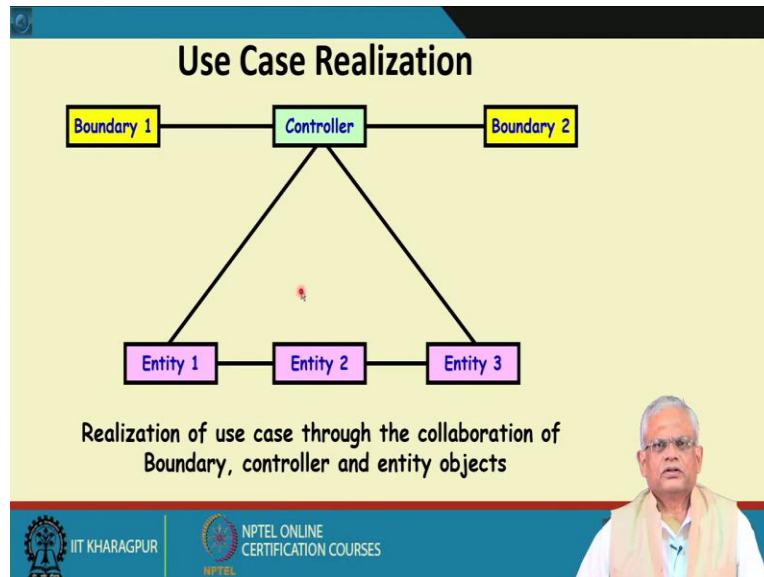 Use Case Realization
Boundary 1
Controller
Boundary 2
Entity 1
Entity 2
Entity 3
Realization of use case through the collaboration of
Boundary, controller and entity objects
IIT KHARAGPUR
NPTEL
NPTEL ONLINE
CERTIFICATION COURSES